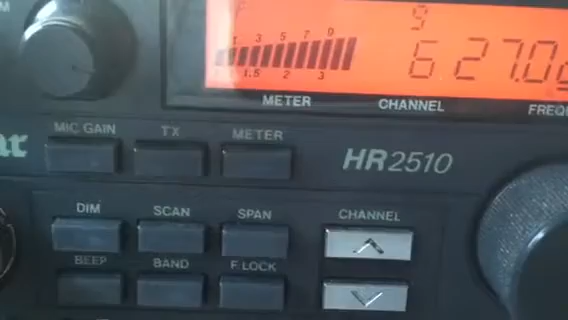 1 3 5 7 9
1.5 2 3
9
6 27.0
METER CHANNEL
MIC GAIN TX METER
HR2510
DIM SCAN SPAN CHANNEL
BEEP BAND F.LOCK